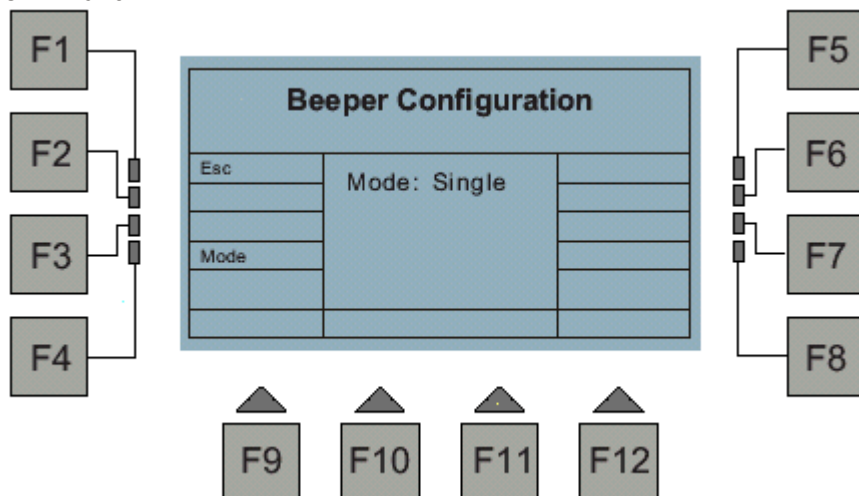 F1
F5
Beeper Configuration
F2
F6
Esc
Mode: Single
F3
F7
Mode
F4
F8
F9
F10
F11
F12